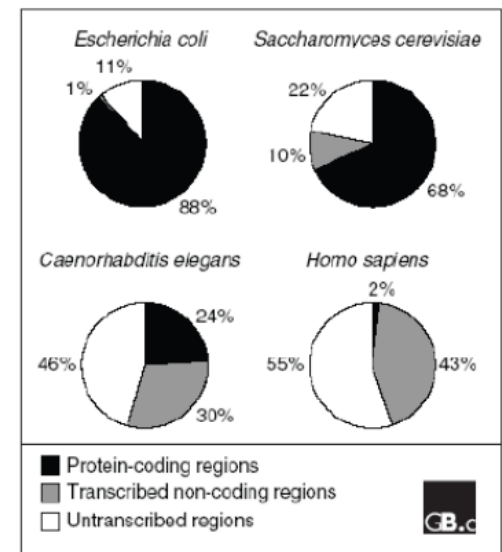 Escherichia coli
Saccharomyces cerevisiae
11%
1%
88%
22%
10%
68%
Caenorhabditis elegans
Homo sapiens
24%
46%
30%
2%
55%
43%
Protein-coding regions
Transcribed non-coding regions
Untranscribed regions
GB.c